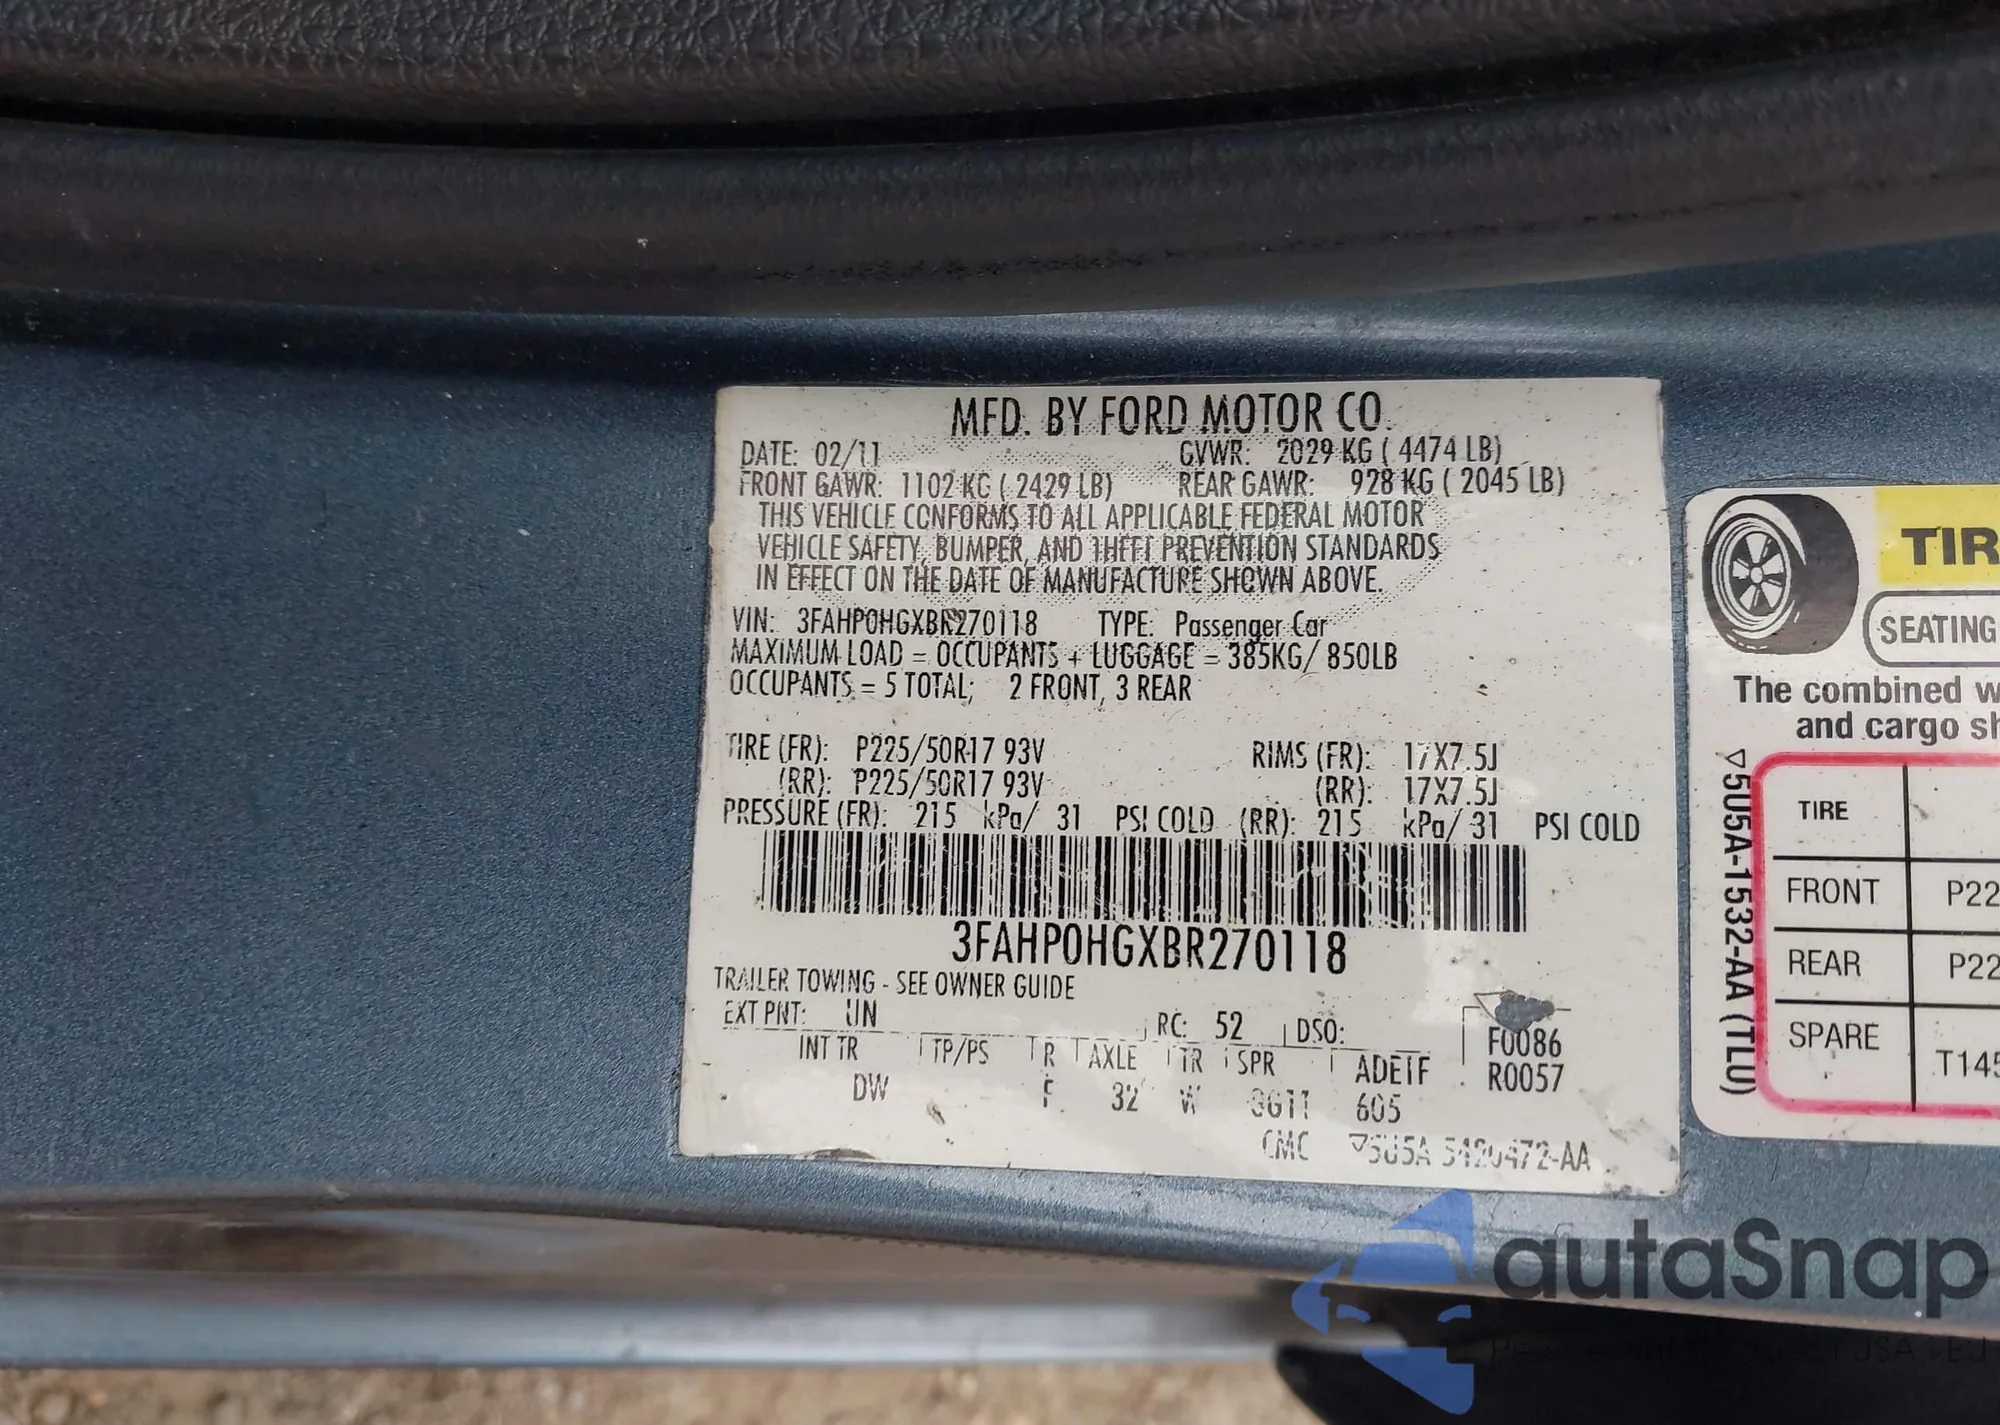 MFD. BY FORD MOTOR CO.
DATE: 02/11 GVWR: 2029 KG ( 4474 LB)
FRONT GAWR: 1102 KG ( 2429 LB) REAR GAWR: 928 KG ( 2045 LB)
THIS VEHICLE CONFORMS TO ALL APPLICABLE FEDERAL MOTOR
VEHICLE SAFETY, BUMPER, AND THEFT PREVENTION STANDARDS
IN EFFECT ON THE DATE OF MANUFACTURE SHOWN ABOVE.
VIN: 3FAHP0HGXBR270118 TYPE: Passenger Car
MAXIMUM LOAD = OCCUPANTS + LUGGAGE = 385KG/ 850LB
OCCUPANTS = 5 TOTAL; 2 FRONT, 3 REAR
TIRE (FR): P225/50R17 93V RIMS (FR): 17X7.5J
(RR): P225/50R17 93V (RR): 17X7.5J
PRESSURE (FR): 215 kPa/ 31 PSI COLD (RR): 215 kPa/ 31 PSI COLD
3FAHP0HGXBR270118
TRAILER TOWING - SEE OWNER GUIDE
EXT PNT: UN RC: 52 DSO:
F0086
R0057
INT TR TP/PS R AXLE TR SPR
DW F 32 W GG11 605
CMC ▽5U5A 5420472-AA
TIR
SEATING
The combined w
and cargo sh
▽5U5A-1532-AA (TLU)
TIRE
FRONT P22
REAR P22
SPARE T145
autaSnap